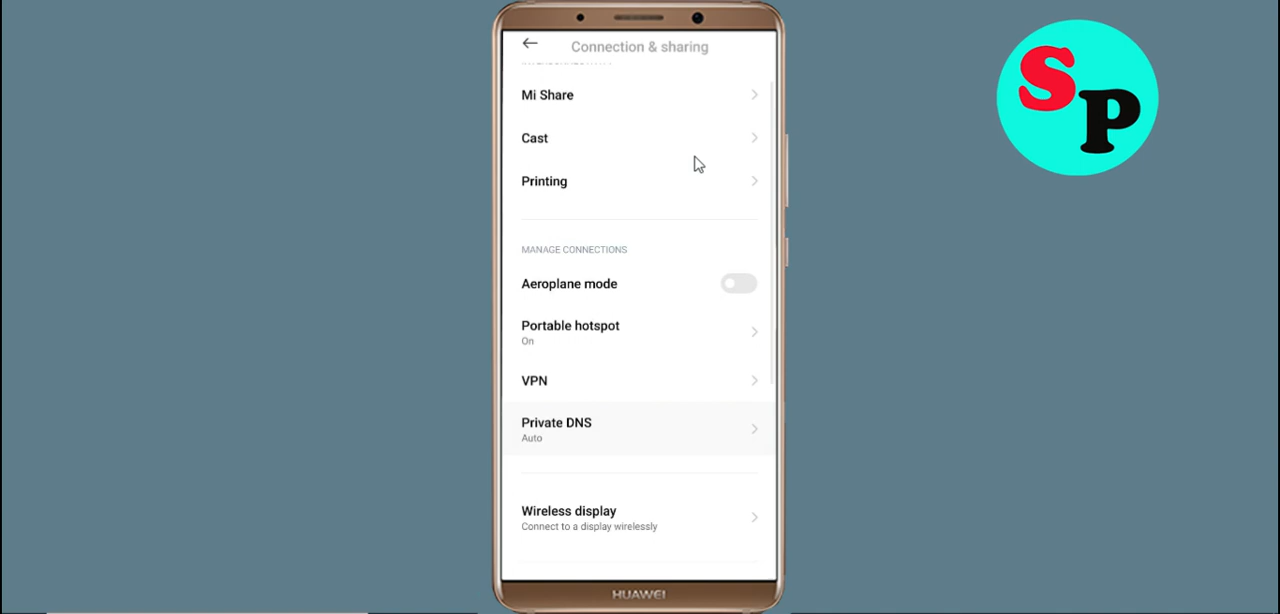 Connection & sharing
Mi Share
Cast
Printing
MANAGE CONNECTIONS
Aeroplane mode
Portable hotspot
On
VPN
Private DNS
Auto
Wireless display
Connect to a display wirelessly
HUAWEI
SP